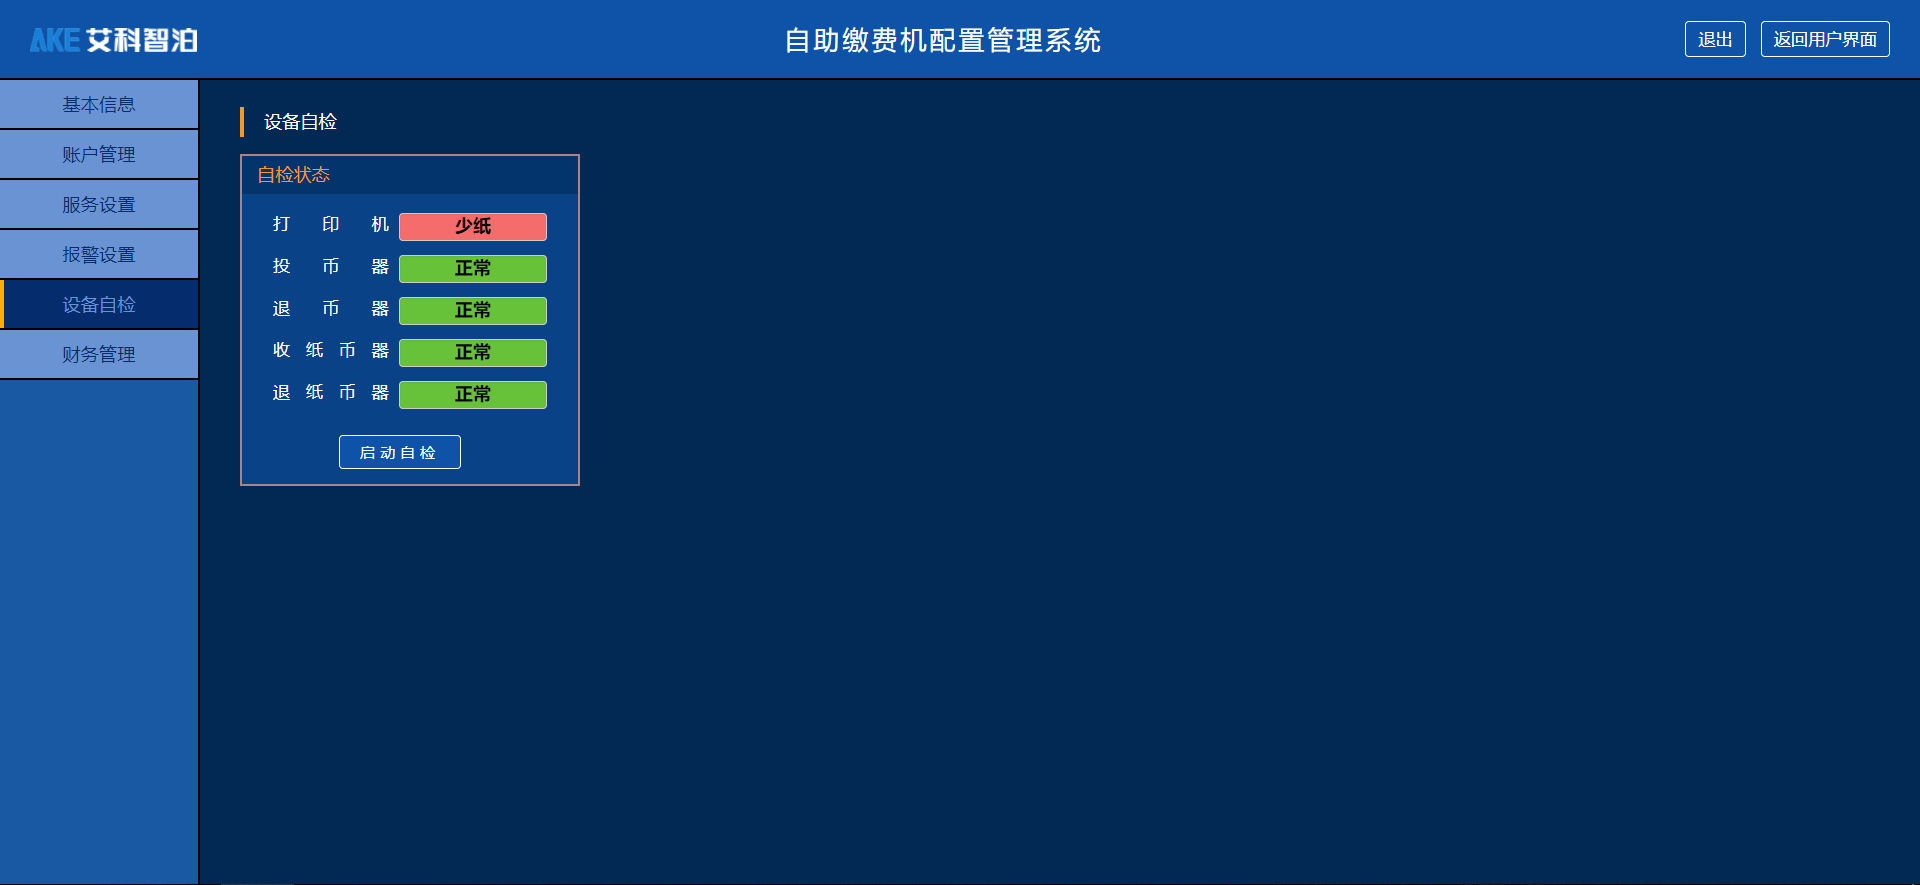 AKE 艾科智泊
自助缴费机配置管理系统
退出
返回用户界面
基本信息
账户管理
服务设置
报警设置
设备自检
财务管理
设备自检
自检状态
打印机 少纸
投币器 正常
退币器 正常
收纸币器 正常
退纸币器 正常
启动自检